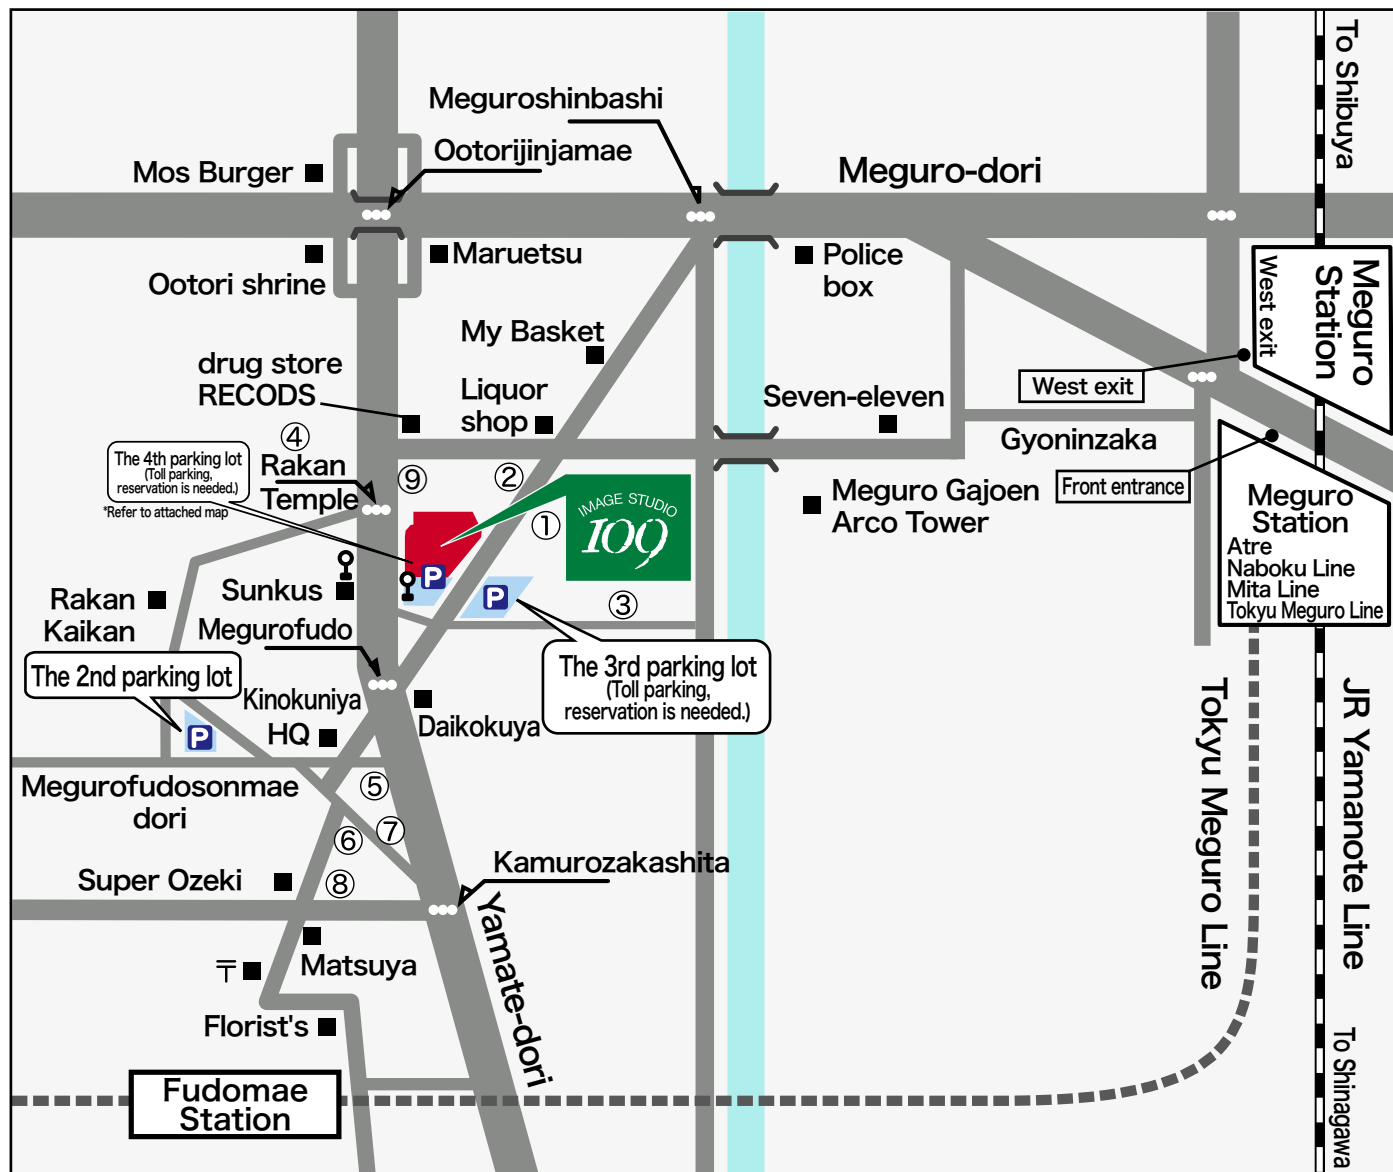 To Shibuya
Meguroshinbashi
Ootorijinjamae
Mos Burger
Meguro-dori
Ootori shrine
Maruetsu
Police
box
Meguro
Station
West exit
My Basket
drug store
RECODS
Liquor
shop
West exit
Seven-eleven
Gyoninzaka
④
The 4th parking lot
(Toll parking,
reservation is needed.)
*Refer to attached map
Rakan
Temple
⑨
②
①
IMAGE STUDIO
109
Meguro Gajoen
Arco Tower
Front entrance
Meguro
Station
Atre
Naboku Line
Mita Line
Tokyu Meguro Line
P
P
③
Sunkus
Rakan
Kaikan
Megurofudo
The 2nd parking lot
The 3rd parking lot
(Toll parking,
reservation is needed.)
P
Kinokuniya
HQ
Daikokuya
Megurofudosonmae
dori
⑤
⑥
⑦
⑧
Super Ozeki
Kamurozakashita
Matsuya
〒
Florist's
Yamate-dori
Tokyu Meguro Line
JR Yamanote Line
Fudomae
Station
To Shinagawa